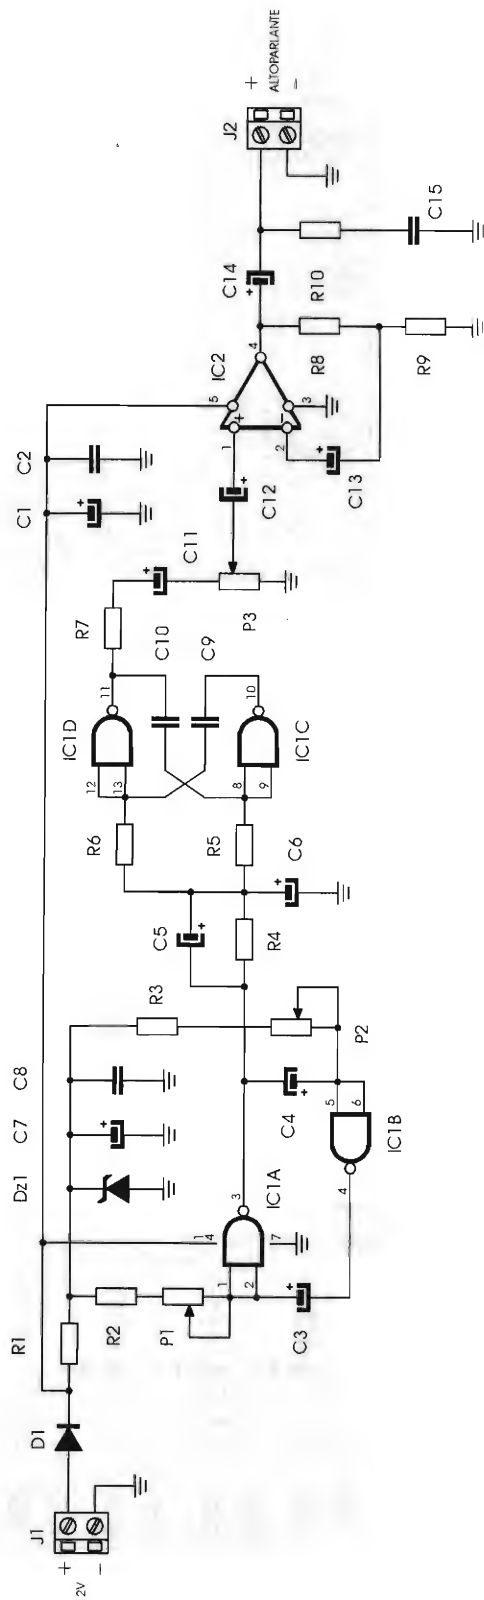 J1
+
2V
–
D1
R1
Dz1
C7
C8
R2
P1
1
2
1
4
7
3
IC1A
C3
4
IC1B
5
6
C4
R3
P2
C5
R4
C6
R6
R5
12
13
11
IC1D
8
9
10
IC1C
R7
C10
C9
C11
P3
C1
C2
C12
1
2
5
4
3
+
–
IC2
C13
C14
R8
R9
R10
C15
J2
+
ALTOPARLANTE
–